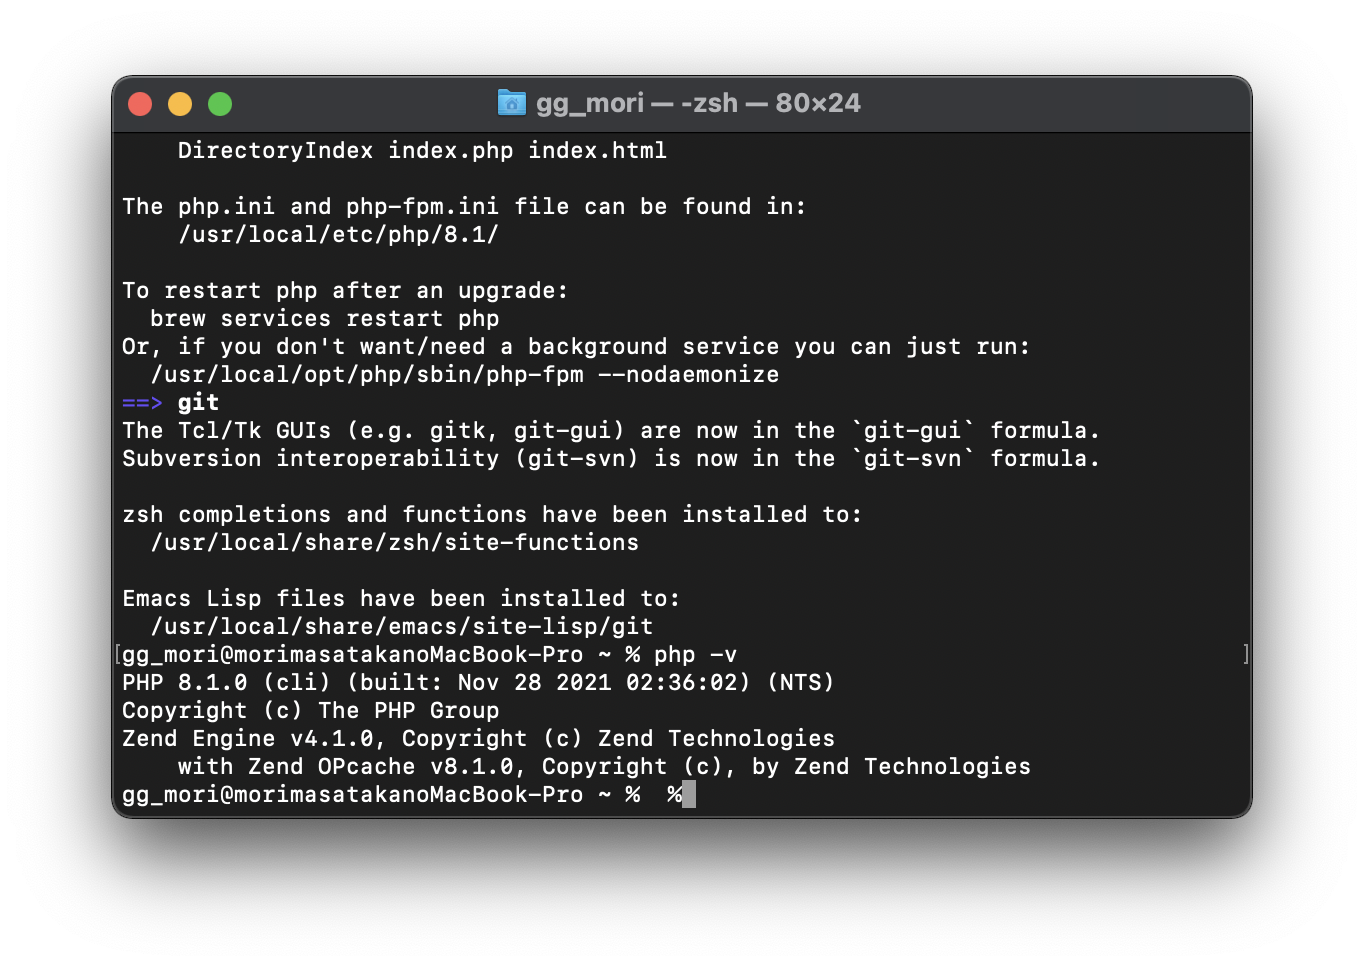 gg_mori — -zsh — 80×24
    DirectoryIndex index.php index.html

The php.ini and php-fpm.ini file can be found in:
    /usr/local/etc/php/8.1/

To restart php after an upgrade:
  brew services restart php
Or, if you don't want/need a background service you can just run:
  /usr/local/opt/php/sbin/php-fpm --nodaemonize
==> git
The Tcl/Tk GUIs (e.g. gitk, git-gui) are now in the `git-gui` formula.
Subversion interoperability (git-svn) is now in the `git-svn` formula.

zsh completions and functions have been installed to:
  /usr/local/share/zsh/site-functions

Emacs Lisp files have been installed to:
  /usr/local/share/emacs/site-lisp/git
[gg_mori@morimasatakanoMacBook-Pro ~ % php -v]
PHP 8.1.0 (cli) (built: Nov 28 2021 02:36:02) (NTS)
Copyright (c) The PHP Group
Zend Engine v4.1.0, Copyright (c) Zend Technologies
    with Zend OPcache v8.1.0, Copyright (c), by Zend Technologies
gg_mori@morimasatakanoMacBook-Pro ~ %  %